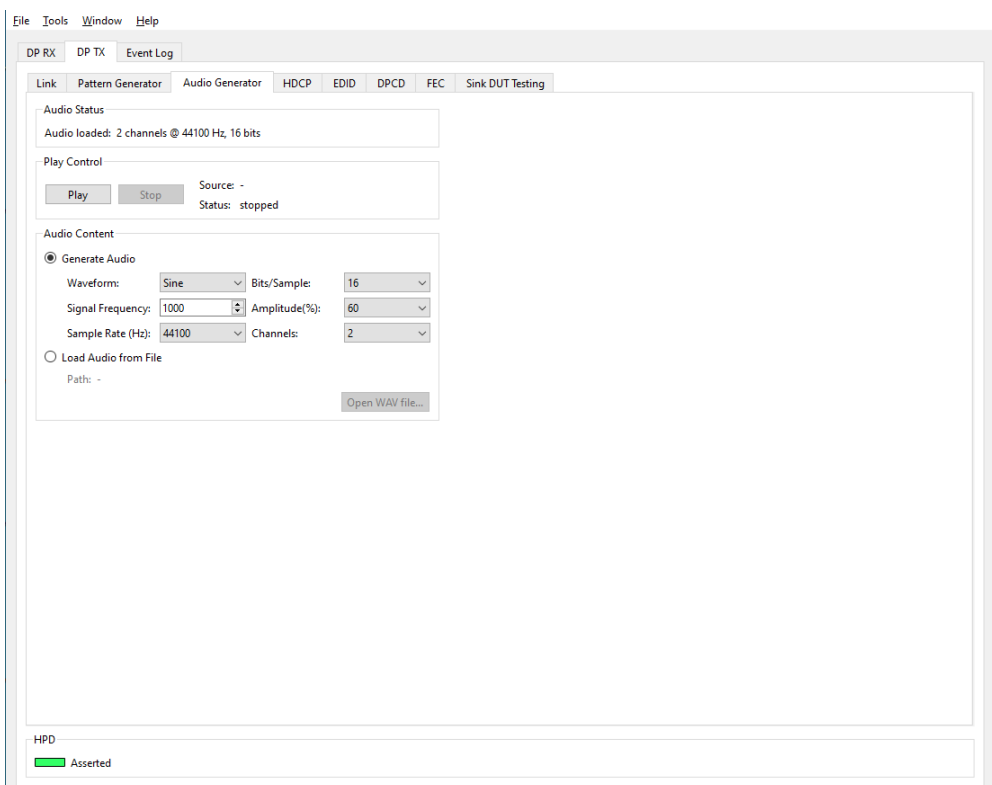 File Tools Window Help
DP RX DP TX Event Log
Link Pattern Generator Audio Generator HDCP EDID DPCD FEC Sink DUT Testing
Audio Status
Audio loaded: 2 channels @ 44100 Hz, 16 bits
Play Control
Play Stop
Source: -
Status: stopped
Audio Content
Generate Audio
Waveform: Sine Bits/Sample: 16
Signal Frequency: 1000 Amplitude(%): 60
Sample Rate (Hz): 44100 Channels: 2
Load Audio from File
Path: -
Open WAV file...
HPD
Asserted